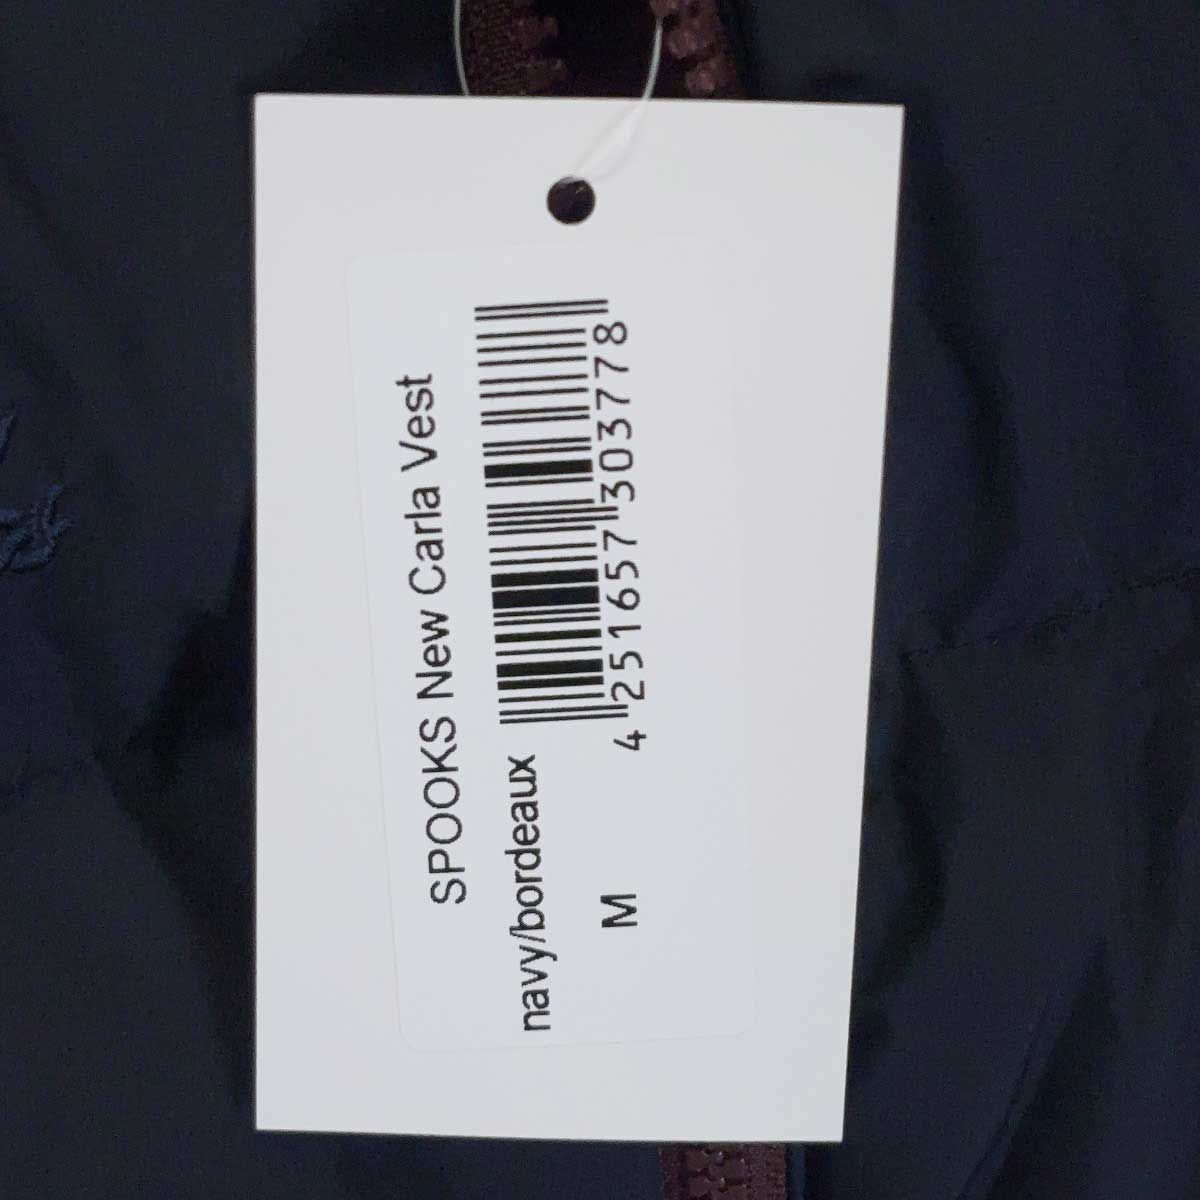 SPOOKS New Carla Vest
navy/bordeaux
M
4 251657 303778